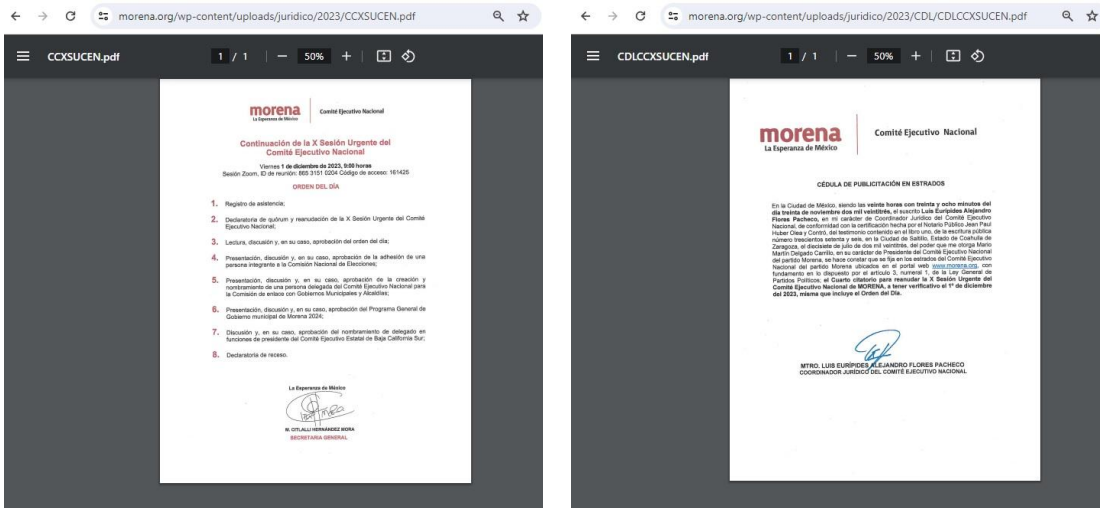 morena.org/wp-content/uploads/juridico/2023/CCXSUCEN.pdf
CCXSUCEN.pdf
1 / 1
50%
morena
La Esperanza de México
Comité Ejecutivo Nacional
Continuación de la X Sesión Urgente del
Comité Ejecutivo Nacional
Viernes 1 de diciembre de 2023, 9:00 horas
Sesión Zoom, ID de reunión: 865 3151 0204 Código de acceso: 161426
ORDEN DEL DÍA
1. Registro de asistencia;
2. Declaratoria de quórum y reanudación de la X Sesión Urgente del Comité
Ejecutivo Nacional;
3. Lectura, discusión y, en su caso, aprobación del orden del día;
4. Presentación, discusión y, en su caso, aprobación de la adhesión de una
persona integrante a la Comisión Nacional de Elecciones;
5. Presentación, discusión y, en su caso, aprobación de la creación y
nombramiento de una persona delegada del Comité Ejecutivo Nacional para
la Comisión de enlace con Gobiernos Municipales y Alcaldías;
6. Presentación, discusión y, en su caso, aprobación del Programa General de
Gobierno municipal de Morena 2024;
7. Discusión y, en su caso, aprobación del nombramiento de delegado en
funciones de presidente del Comité Ejecutivo Estatal de Baja California Sur;
8. Declaratoria de receso.
La Esperanza de México
M. CITLALLI HERNÁNDEZ MORA
SECRETARIA GENERAL
morena.org/wp-content/uploads/juridico/2023/CDL/CDLCCXSUCEN.pdf
CDLCCXSUCEN.pdf
1 / 1
50%
morena
La Esperanza de México
Comité Ejecutivo Nacional
CÉDULA DE PUBLICITACIÓN EN ESTRADOS
En la Ciudad de México, siendo las veinte horas con treinta y ocho minutos del
día treinta de noviembre dos mil veintitrés, el suscrito Luis Eurípides Alejandro
Flores Pacheco, en mi carácter de Coordinador Jurídico del Comité Ejecutivo
Nacional, de conformidad con la certificación hecha por el Notario Público Jean Paul
Huber Olea y Contró, del testimonio contenido en el libro uno, de la escritura pública
número trescientos setenta y seis, en la Ciudad de Saltillo, Estado de Coahuila de
Zaragoza, el diecisiete de julio de dos mil veintitrés, del poder que me otorga Mario
Martín Delgado Carrillo, en su carácter de Presidente del Comité Ejecutivo Nacional
del partido Morena, se hace constar que se fija en los estrados del Comité Ejecutivo
Nacional del partido Morena ubicados en el portal web www.morena.org, con
fundamento en lo dispuesto por el artículo 3, numeral 1, de la Ley General de
Partidos Políticos; el Cuarto citatorio para reanudar la X Sesión Urgente del
Comité Ejecutivo Nacional de MORENA, a tener verificativo el 1º de diciembre
del 2023, misma que incluye el Orden del Día.
MTRO. LUIS EURÍPIDES ALEJANDRO FLORES PACHECO
COORDINADOR JURÍDICO DEL COMITÉ EJECUTIVO NACIONAL